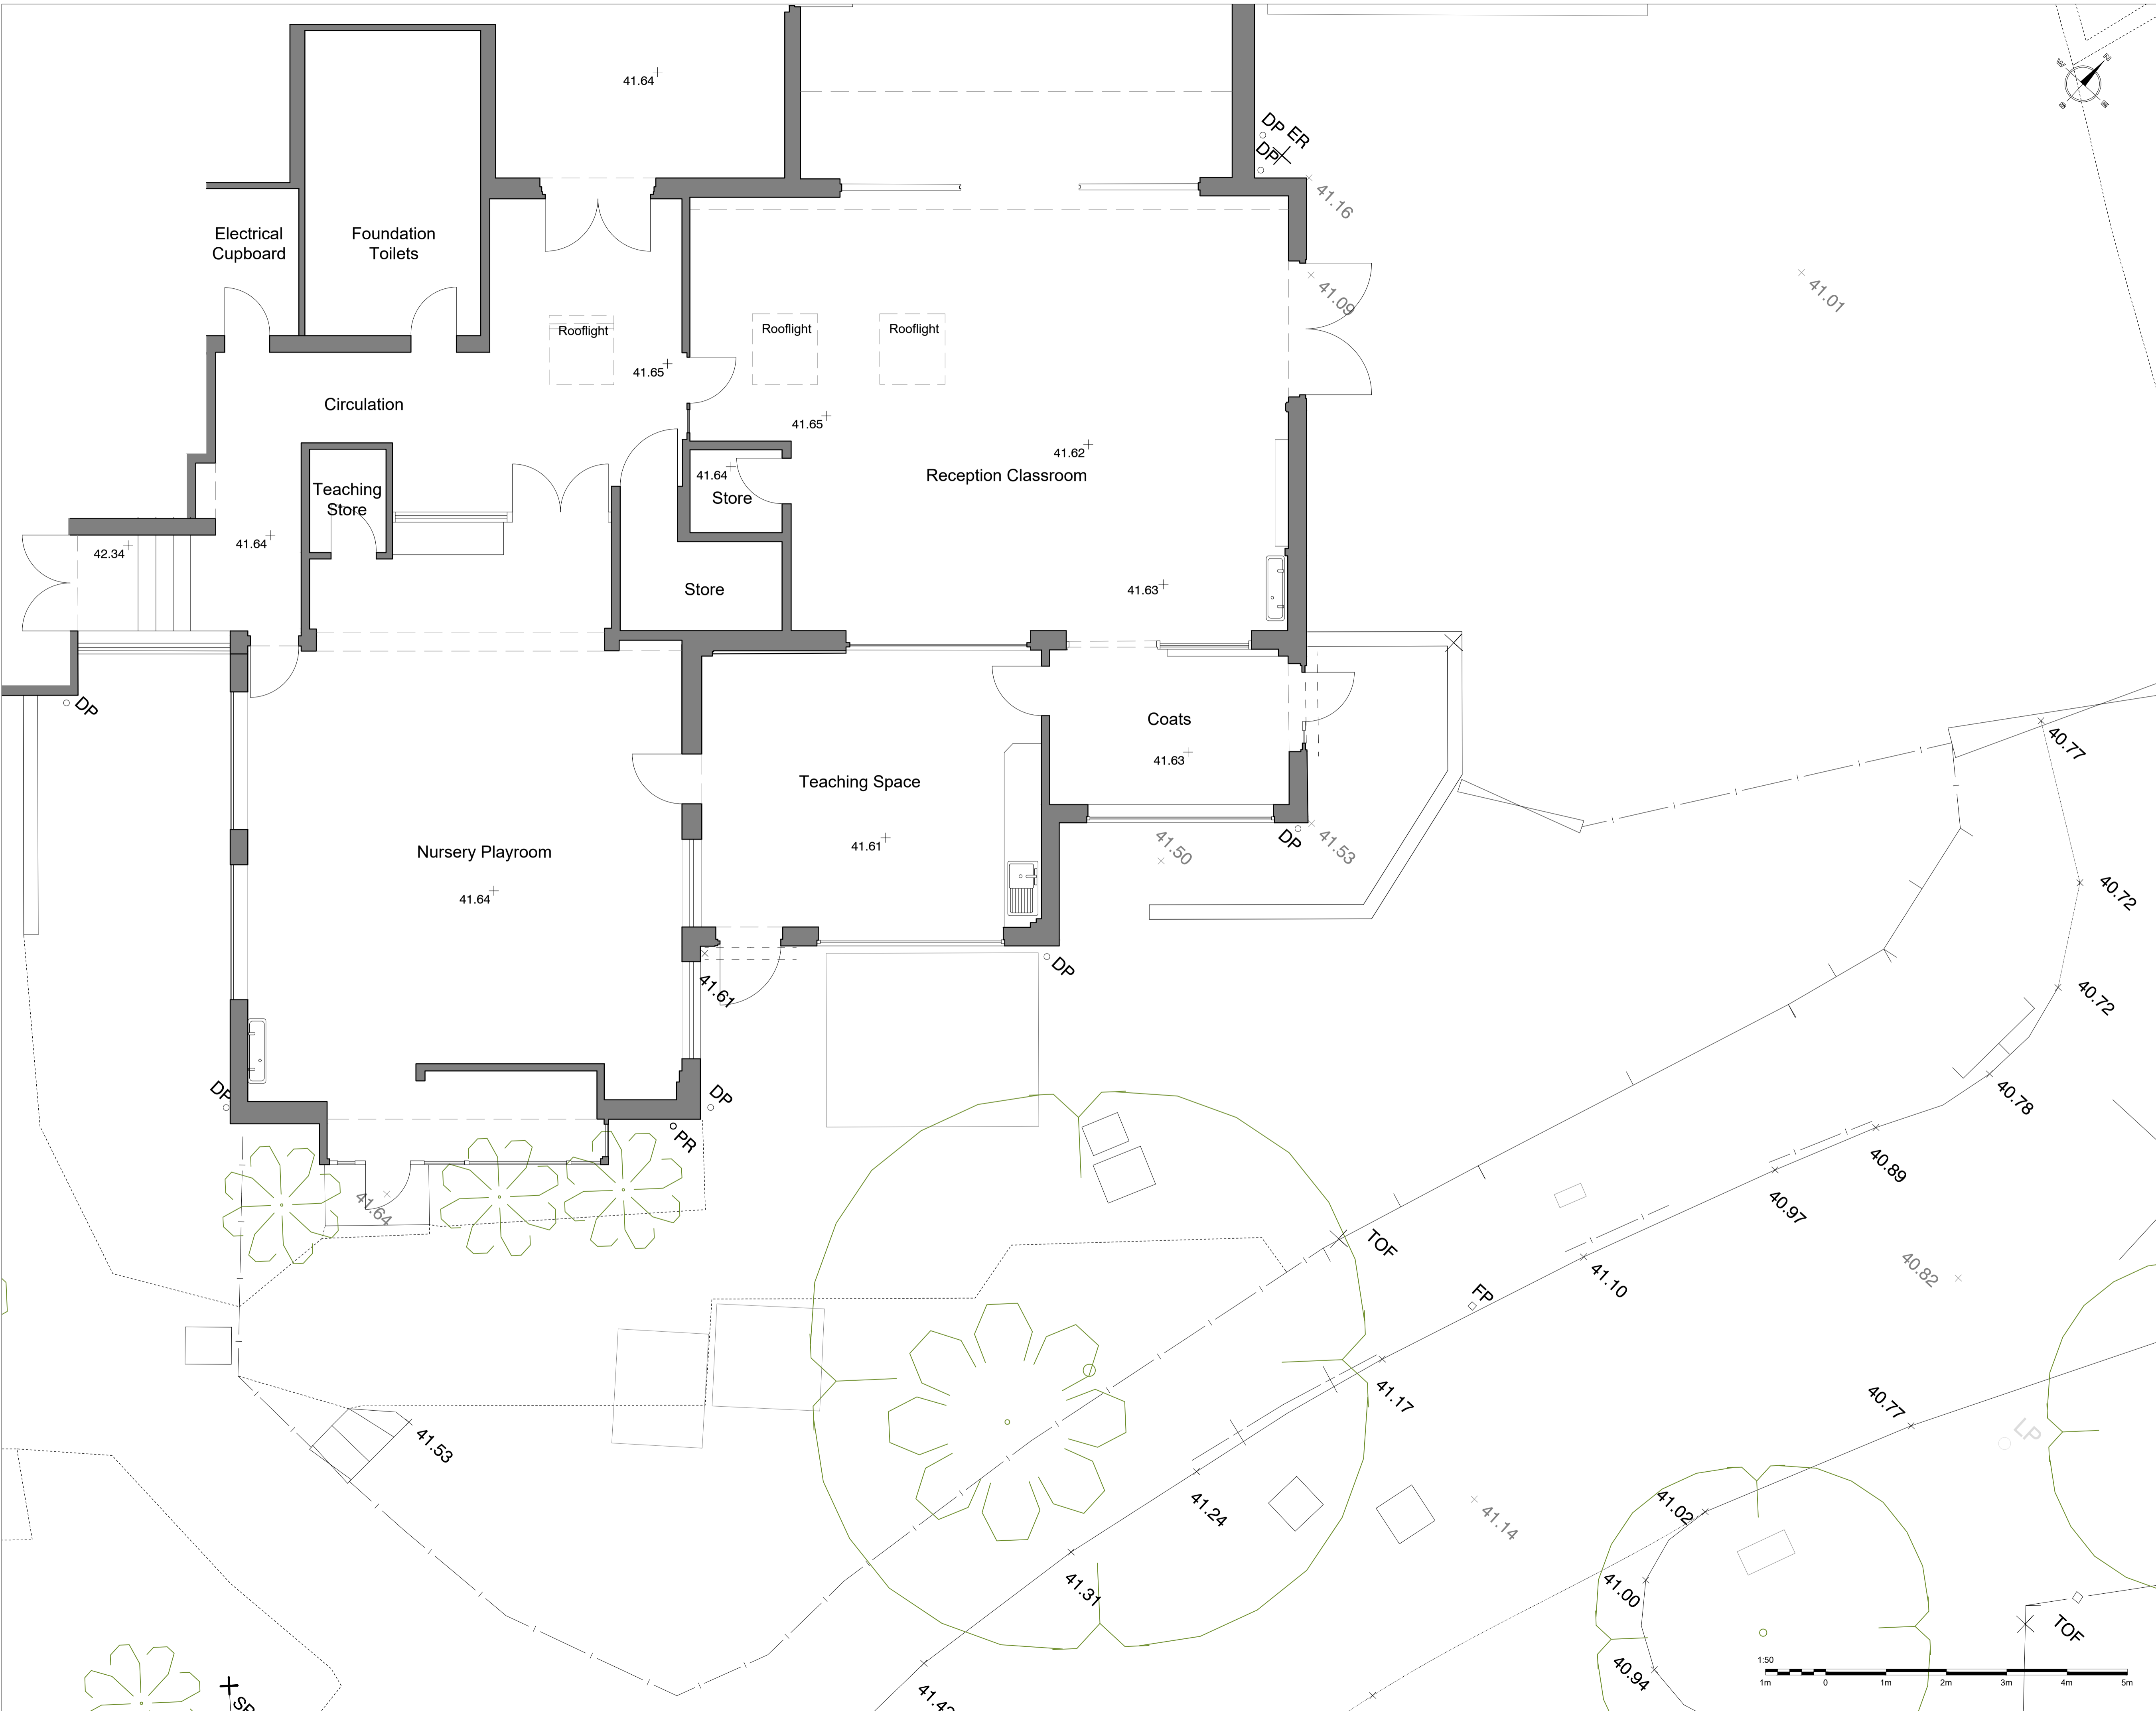 41.64
N
W
DP
ER
DP
41.16
Electrical
Cupboard
Foundation
Toilets
41.09
41.01
Rooflight
Rooflight
Rooflight
41.65
Circulation
41.65
41.62
Reception Classroom
41.64
Store
Teaching
Store
42.34
41.64
Store
41.63
DP
Coats
41.63
40.77
Teaching Space
41.61
Nursery Playroom
41.64
41.50
DP
41.53
40.72
DP
41.61
40.72
DP
DP
PR
40.78
40.89
41.64
40.97
TOF
FP
41.10
40.82
41.17
40.77
LP
41.53
41.24
41.14
41.02
41.31
41.00
TOF
40.94
1:50
1m
0
1m
2m
3m
4m
5m